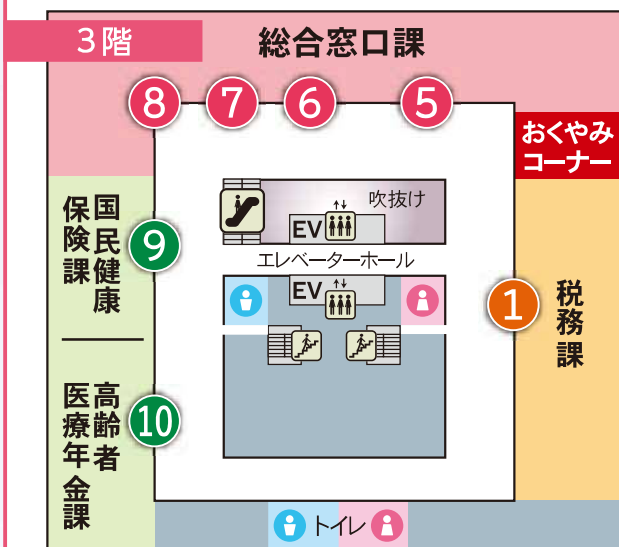 3階
総合窓口課
8
7
6
5
おくやみ
コーナー
吹抜け
EV
エレベーターホール
EV
国民健康
保険課
9
1
税務課
高齢者
医療年金課
10
トイレ